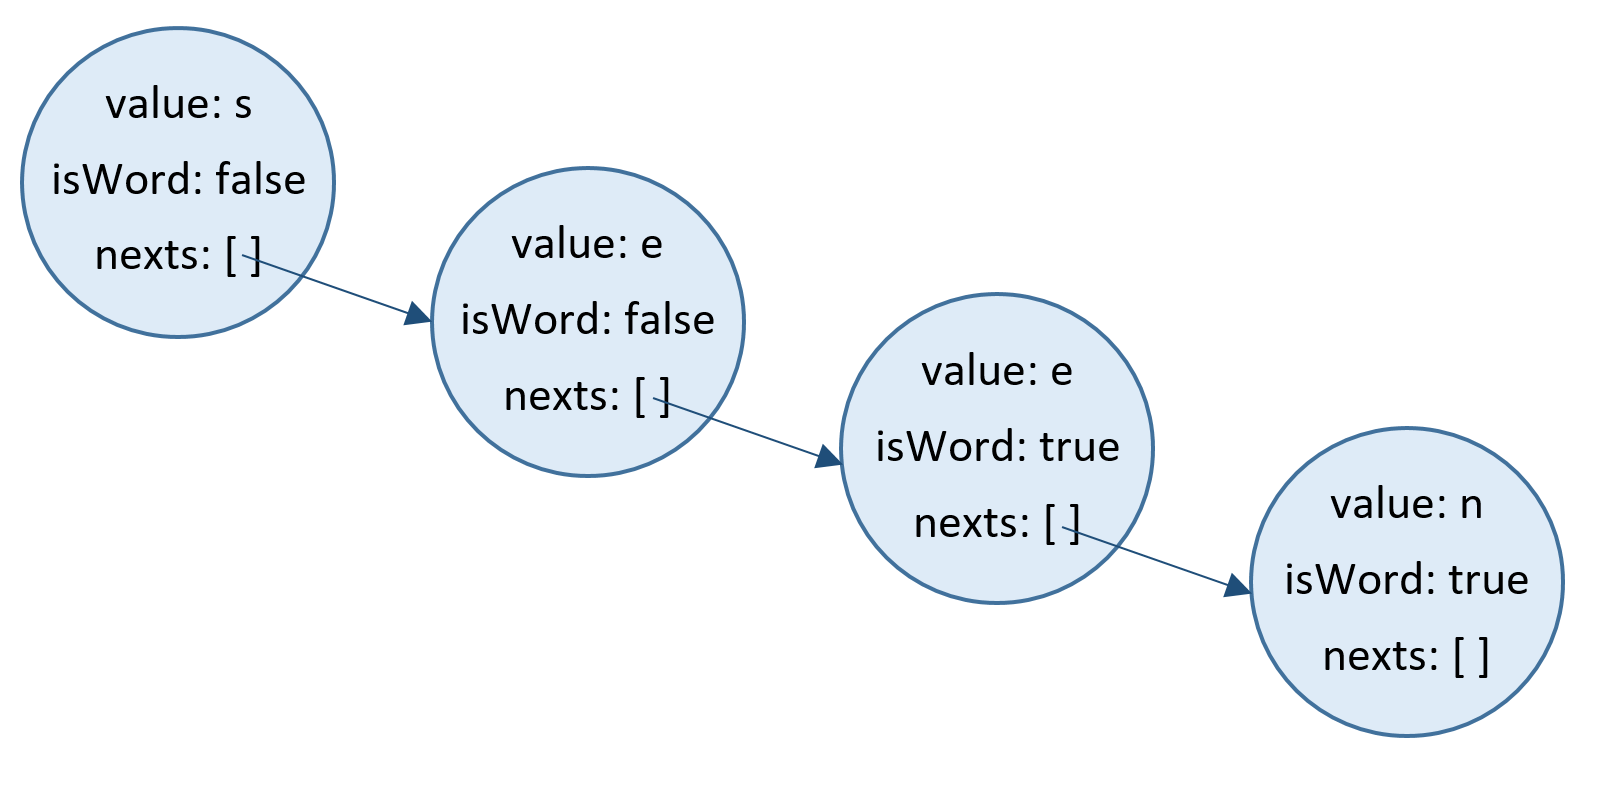 value: s
isWord: false
nexts: [ ]
value: e
isWord: false
nexts: [ ]
value: e
isWord: true
nexts: [ ]
value: n
isWord: true
nexts: [ ]